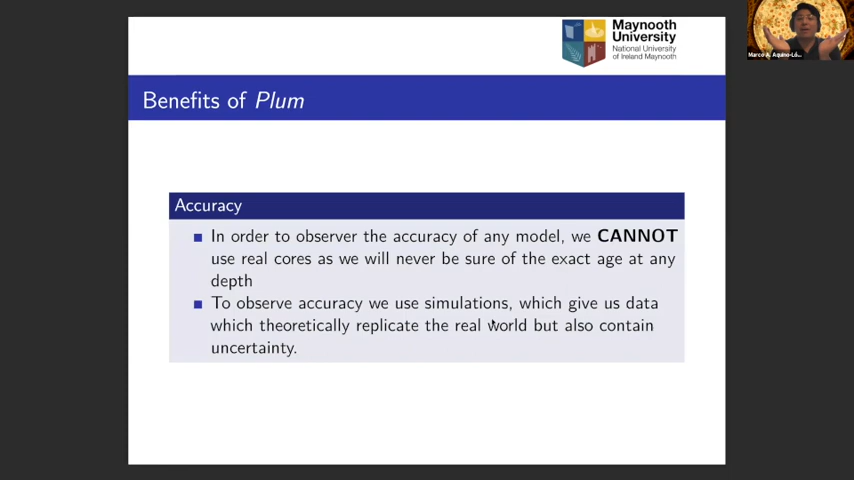 Maynooth
University
National University
of Ireland Maynooth
Benefits of Plum
Accuracy
In order to observer the accuracy of any model, we CANNOT
use real cores as we will never be sure of the exact age at any
depth
To observe accuracy we use simulations, which give us data
which theoretically replicate the real world but also contain
uncertainty.
Marco A. Aquino-Ló...